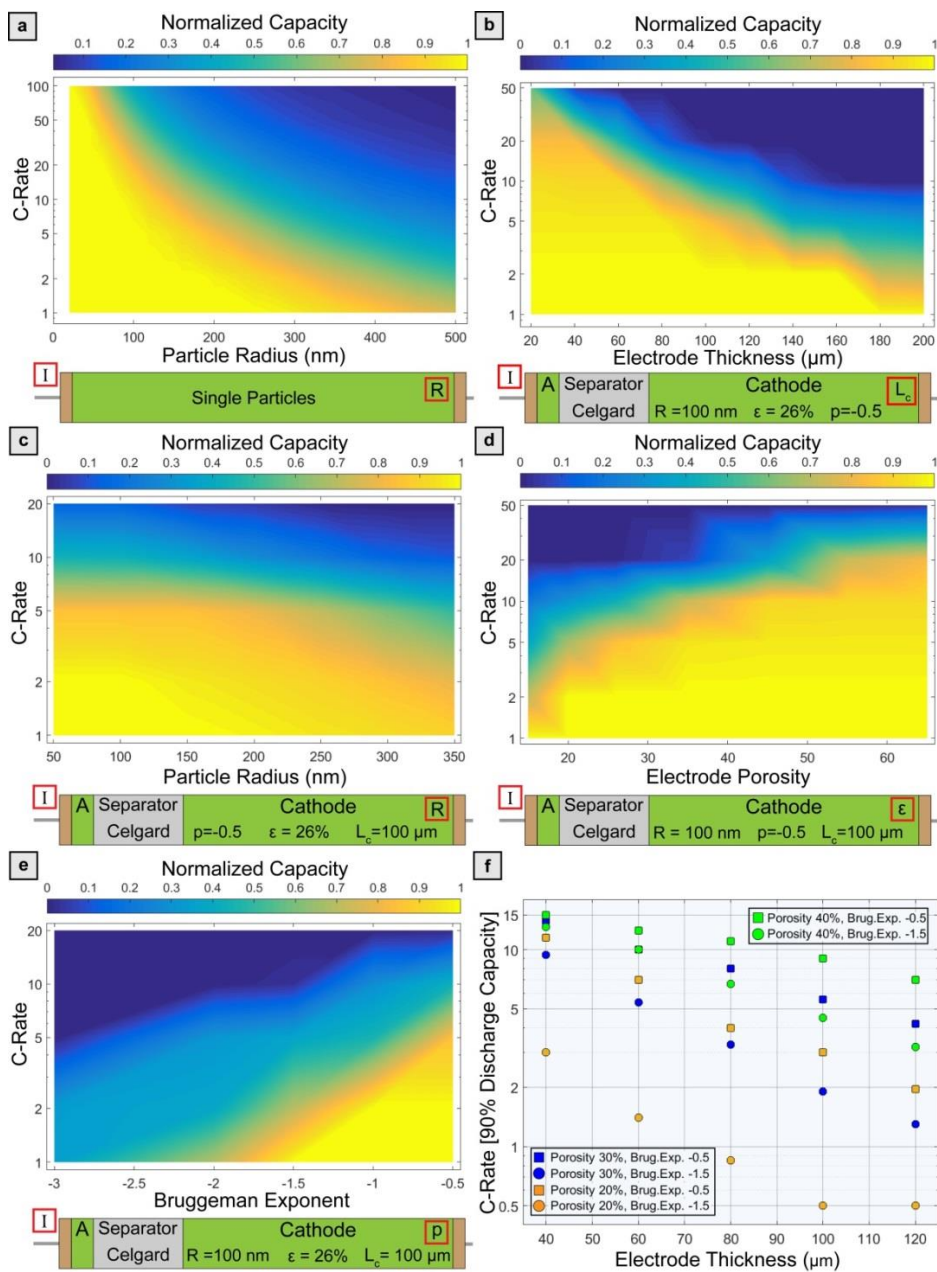 a
Normalized Capacity
0.1 0.2 0.3 0.4 0.5 0.6 0.7 0.8 0.9 1
C-Rate
100
50
20
10
5
2
1
0 100 200 300 400 500
Particle Radius (nm)
I
Single Particles
R
b
Normalized Capacity
0 0.1 0.2 0.3 0.4 0.5 0.6 0.7 0.8 0.9 1
C-Rate
50
20
10
5
2
1
20 40 60 80 100 120 140 160 180 200
Electrode Thickness (µm)
I
A
Separator
Celgard
Cathode
R =100 nm ε = 26% p=-0.5
L_c
c
Normalized Capacity
0 0.1 0.2 0.3 0.4 0.5 0.6 0.7 0.8 0.9 1
C-Rate
20
10
5
2
1
50 100 150 200 250 300 350
Particle Radius (nm)
I
A
Separator
Celgard
Cathode
p=-0.5 ε = 26% L_c=100 µm
R
d
Normalized Capacity
0 0.1 0.2 0.3 0.4 0.5 0.6 0.7 0.8 0.9 1
C-Rate
50
20
10
5
2
1
20 30 40 50 60
Electrode Porosity
I
A
Separator
Celgard
Cathode
R = 100 nm p=-0.5 L_c=100 µm
ε
e
Normalized Capacity
0 0.1 0.2 0.3 0.4 0.5 0.6 0.7 0.8 0.9 1
C-Rate
20
10
5
2
1
-3 -2.5 -2 -1.5 -1 -0.5
Bruggeman Exponent
I
A
Separator
Celgard
Cathode
R =100 nm ε = 26% L_c = 100 µm
p
f
C-Rate [90% Discharge Capacity]
15
10
5
2
1
0.5
Porosity 40%, Brug.Exp. -0.5
Porosity 40%, Brug.Exp. -1.5
Porosity 30%, Brug.Exp. -0.5
Porosity 30%, Brug.Exp. -1.5
Porosity 20%, Brug.Exp. -0.5
Porosity 20%, Brug.Exp. -1.5
40 50 60 70 80 90 100 110 120
Electrode Thickness (µm)